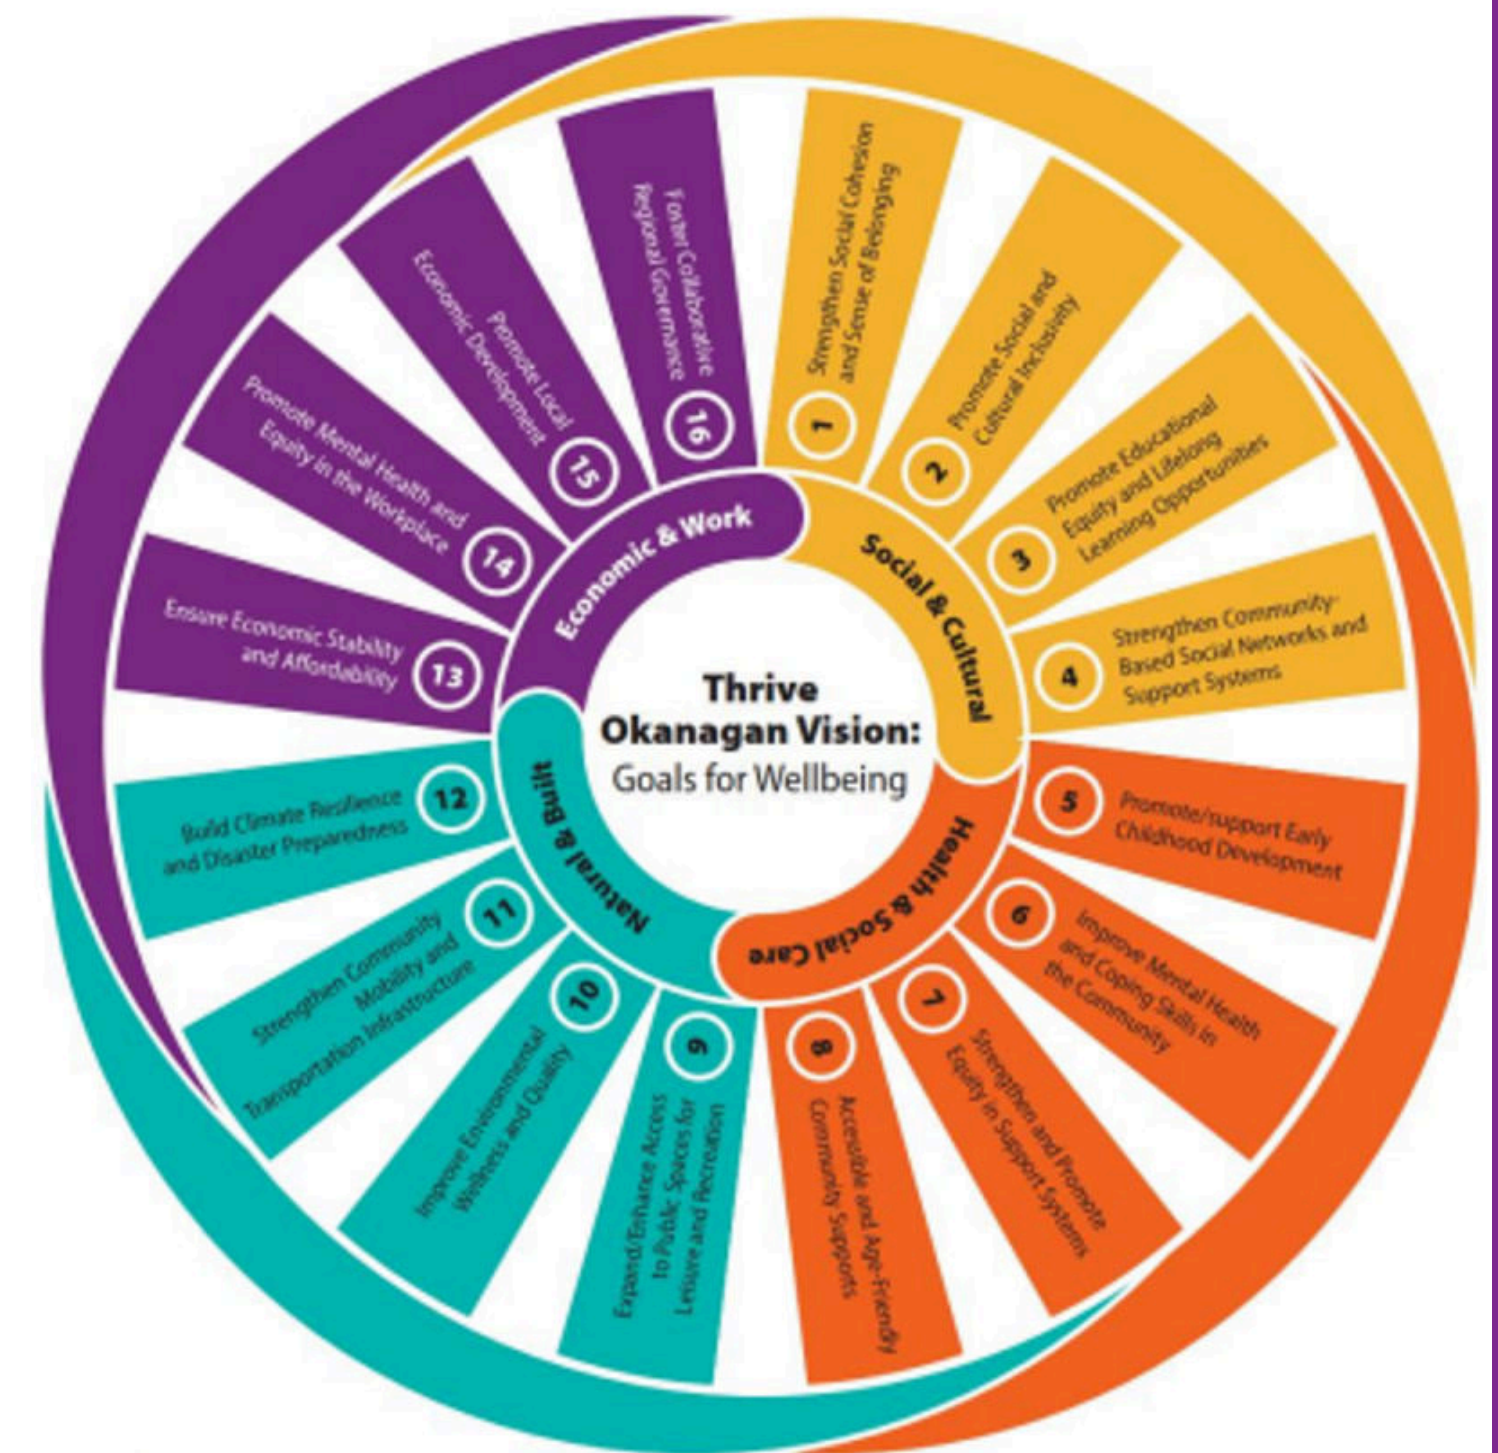 Thrive
Okanagan Vision:
Goals for Wellbeing
Social & Cultural
1
Strengthen Social Cohesion
and Sense of Belonging
2
Promote Social and
Cultural Inclusivity
3
Promote Educational
Equity and Lifelong
Learning Opportunities
4
Strengthen Community-
Based Social Networks and
Support Systems
Health & Social Care
5
Promote/support Early
Childhood Development
6
Improve Mental Health
and Coping Skills in
the Community
7
Strengthen and Promote
Equity in Support Systems
8
Accessible and Age-Friendly
Community Supports
Natural & Built
9
Expand/Enhance Access
to Public Spaces for
Leisure and Recreation
10
Improve Environmental
Wellness and Quality
11
Strengthen Community
Mobility and
Transportation Infrastructure
12
Build Climate Resilience
and Disaster Preparedness
Economic & Work
13
Ensure Economic Stability
and Affordability
14
Promote Mental Health and
Equity in the Workplace
15
Promote Local
Economic Development
16
Foster Collaborative
Regional Governance